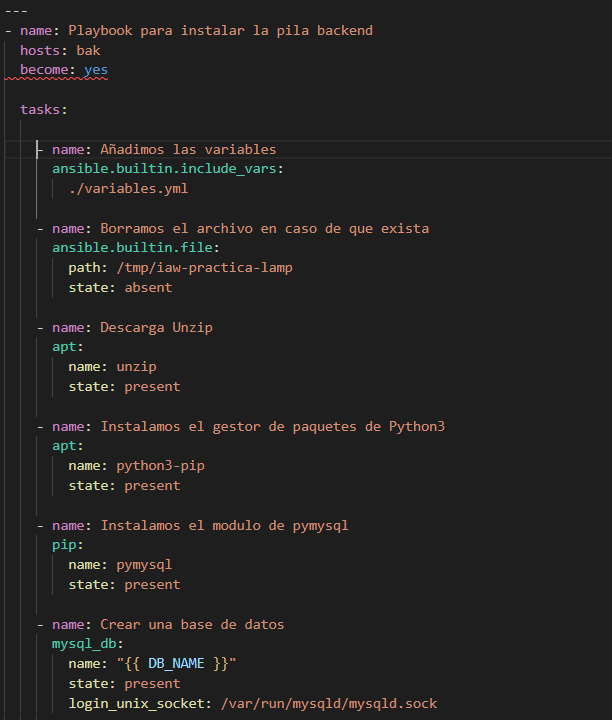 ---
- name: Playbook para instalar la pila backend
hosts: bak
become: yes
tasks:
- name: Añadimos las variables
ansible.builtin.include_vars:
./variables.yml
- name: Borramos el archivo en caso de que exista
ansible.builtin.file:
path: /tmp/iaw-practica-lamp
state: absent
- name: Descarga Unzip
apt:
name: unzip
state: present
- name: Instalamos el gestor de paquetes de Python3
apt:
name: python3-pip
state: present
- name: Instalamos el modulo de pymysql
pip:
name: pymysql
state: present
- name: Crear una base de datos
mysql_db:
name: "{{ DB_NAME }}"
state: present
login_unix_socket: /var/run/mysqld/mysqld.sock